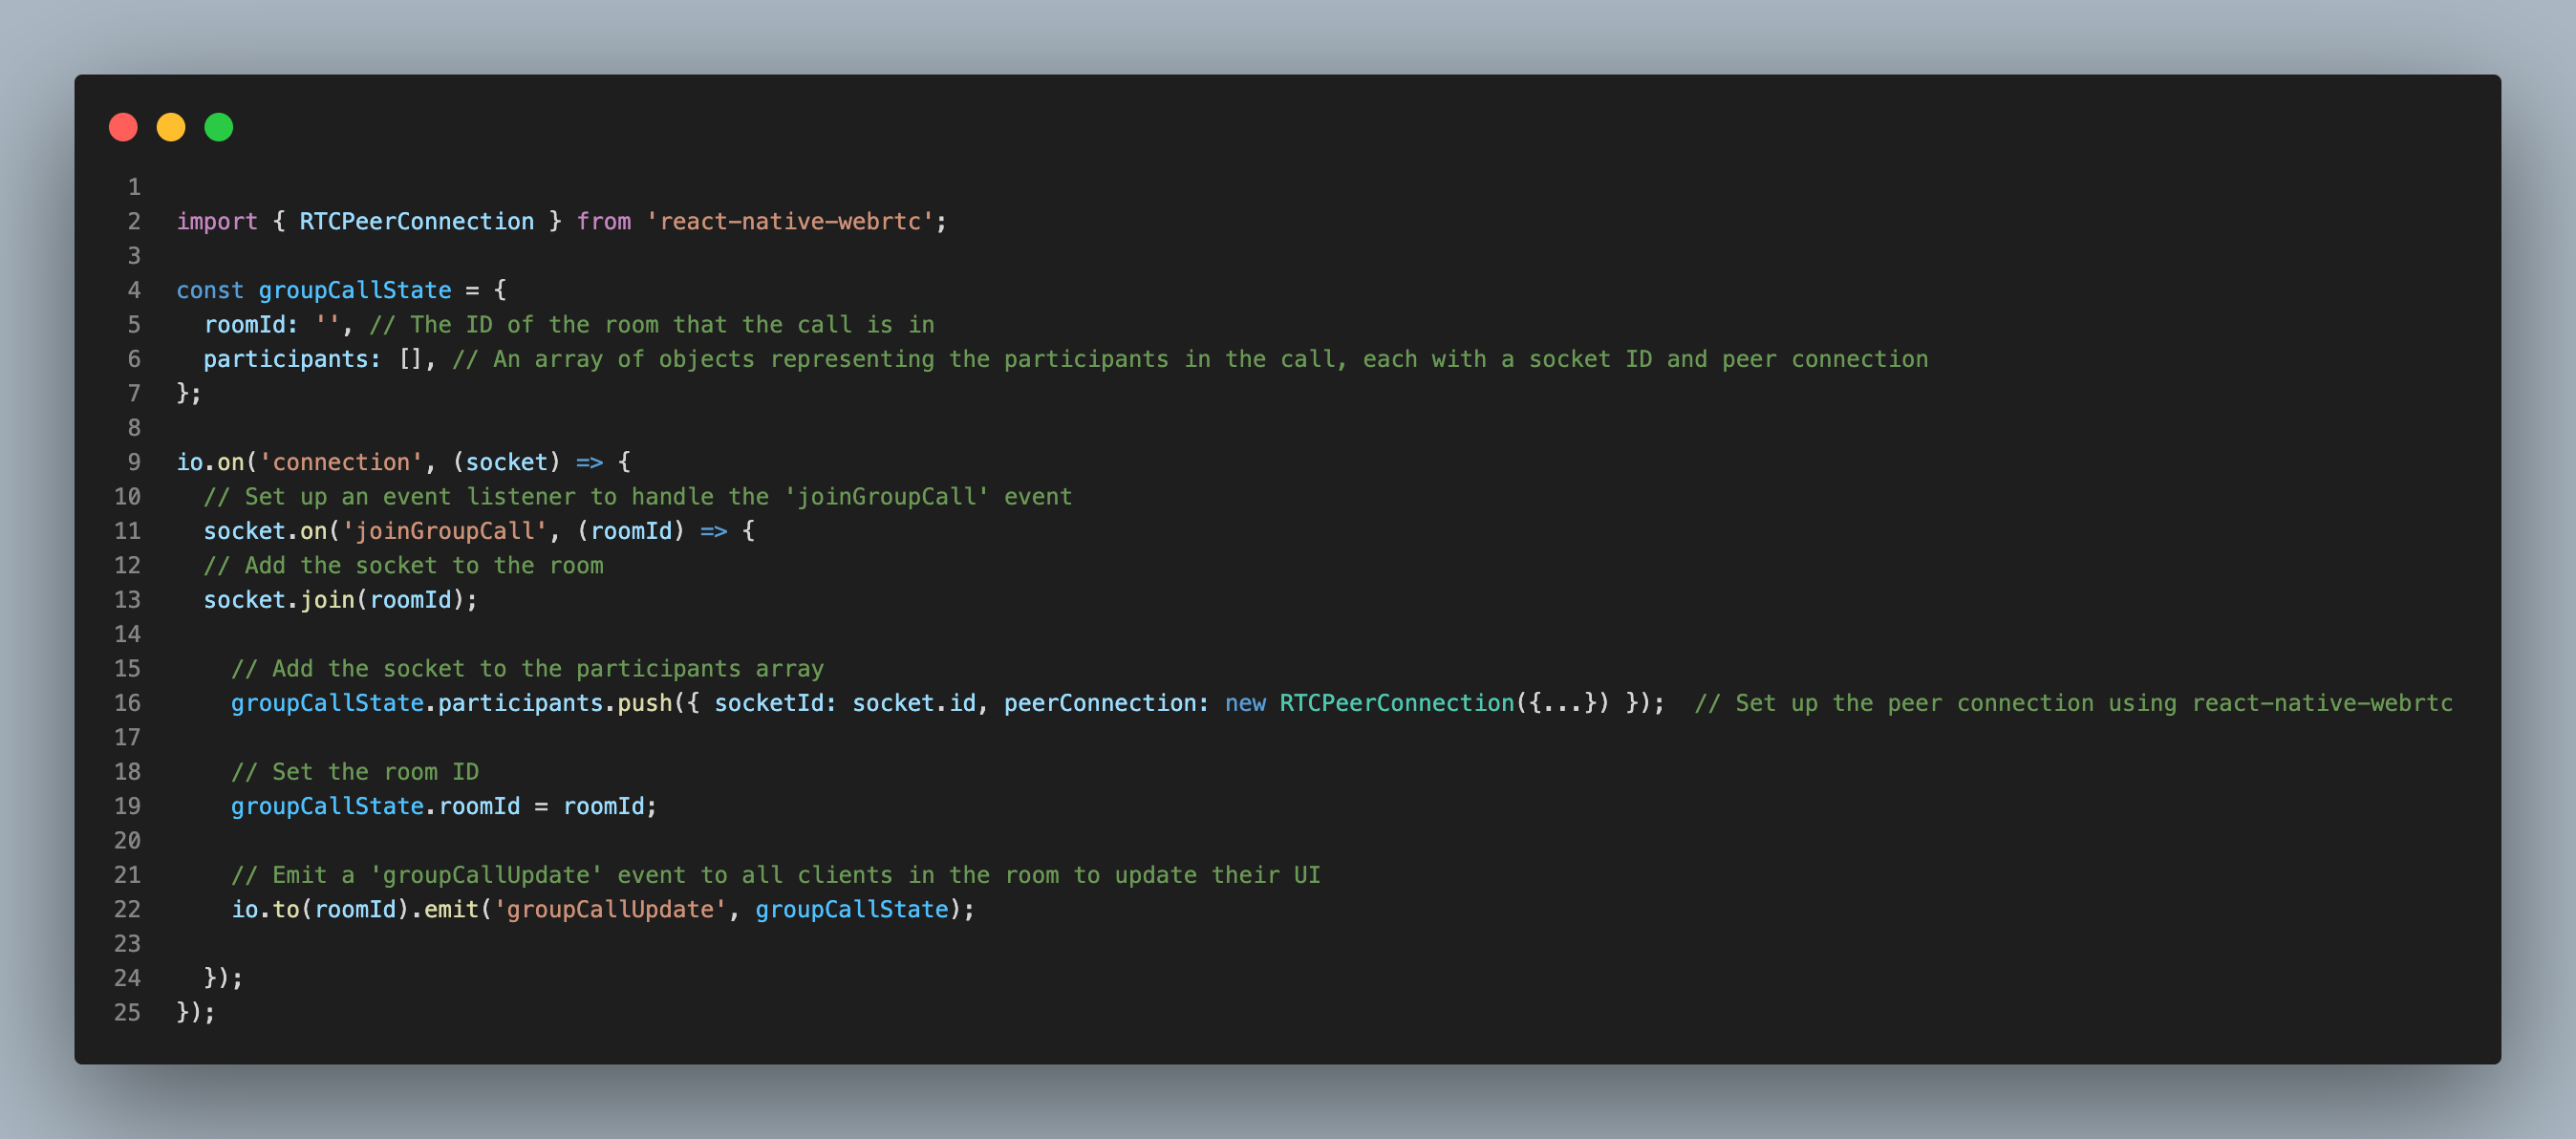 1
2 import { RTCPeerConnection } from 'react-native-webrtc';
3
4 const groupCallState = {
5   roomId: '', // The ID of the room that the call is in
6   participants: [], // An array of objects representing the participants in the call, each with a socket ID and peer connection
7 };
8
9 io.on('connection', (socket) => {
10   // Set up an event listener to handle the 'joinGroupCall' event
11   socket.on('joinGroupCall', (roomId) => {
12   // Add the socket to the room
13   socket.join(roomId);
14
15     // Add the socket to the participants array
16     groupCallState.participants.push({ socketId: socket.id, peerConnection: new RTCPeerConnection({...}) });  // Set up the peer connection using react-native-webrtc
17
18     // Set the room ID
19     groupCallState.roomId = roomId;
20
21     // Emit a 'groupCallUpdate' event to all clients in the room to update their UI
22     io.to(roomId).emit('groupCallUpdate', groupCallState);
23
24   });
25 });